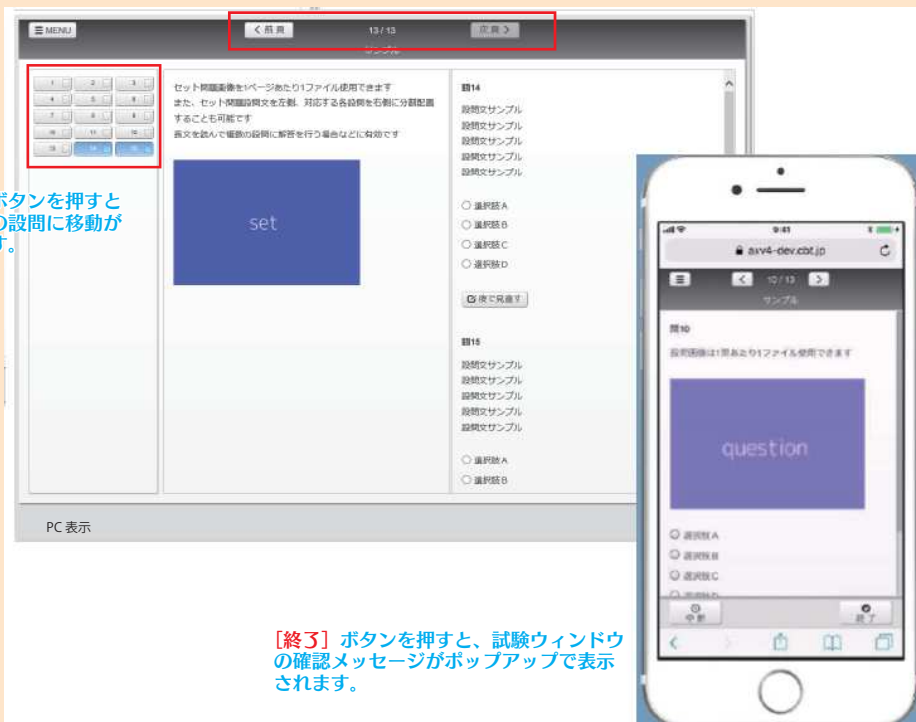 MENU
前頁
13/13
次頁
サンプル
1 2 3
4 5 6
7 8 9
10 11 12
13 14 15
セット問題画像を1ページあたり1ファイル使用できます
また、セット問題設問文を左側、対応する各設問を右側に分割配置
することも可能です
長文を読んで複数の設問に解答を行う場合などに有効です
set
問14
設問文サンプル
設問文サンプル
設問文サンプル
設問文サンプル
設問文サンプル
選択肢A
選択肢B
選択肢C
選択肢D
後で見直す
問15
設問文サンプル
設問文サンプル
設問文サンプル
設問文サンプル
設問文サンプル
選択肢A
選択肢B
ボタンを押すと
の設問に移動が
す。
PC 表示
9:41
axv4-dev.cbt.jp
10/13
サンプル
問10
設問画像は1問あたり1ファイル使用できます
question
選択肢A
選択肢B
選択肢C
選択肢D
中断
終了
［終了］ボタンを押すと、試験ウィンドウ
の確認メッセージがポップアップで表示
されます。